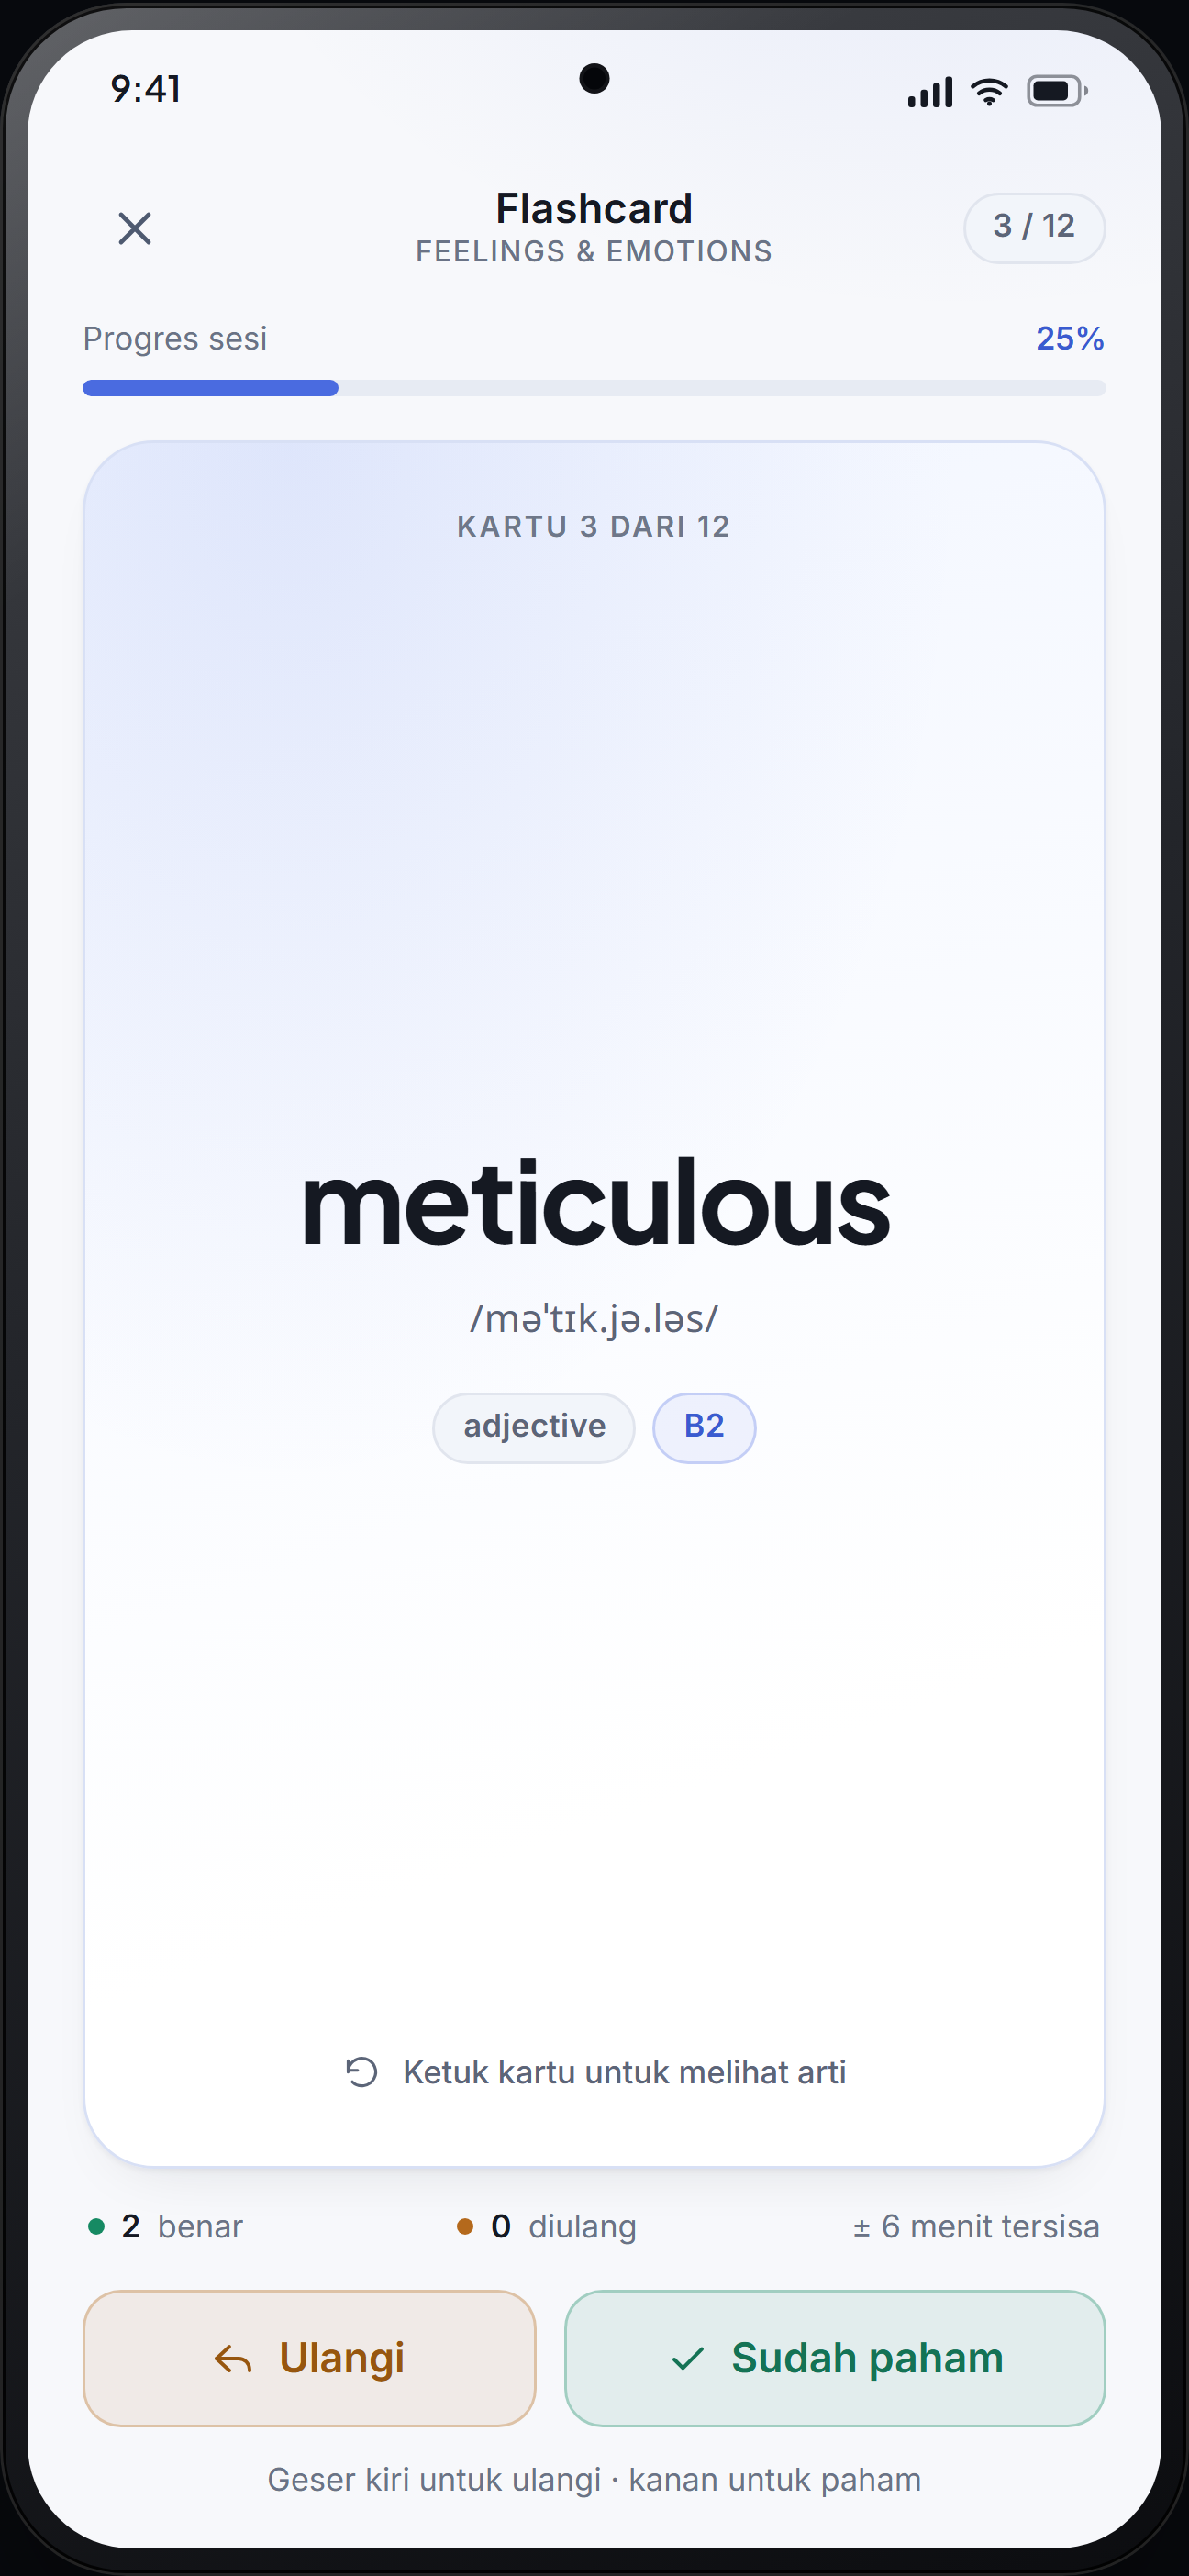 9:41
Flashcard
FEELINGS & EMOTIONS
3 / 12
Progres sesi
25%
KARTU 3 DARI 12
meticulous
/məˈtɪk.jə.ləs/
adjective
B2
Ketuk kartu untuk melihat arti
2 benar
0 diulang
± 6 menit tersisa
Ulangi
Sudah paham
Geser kiri untuk ulangi · kanan untuk paham